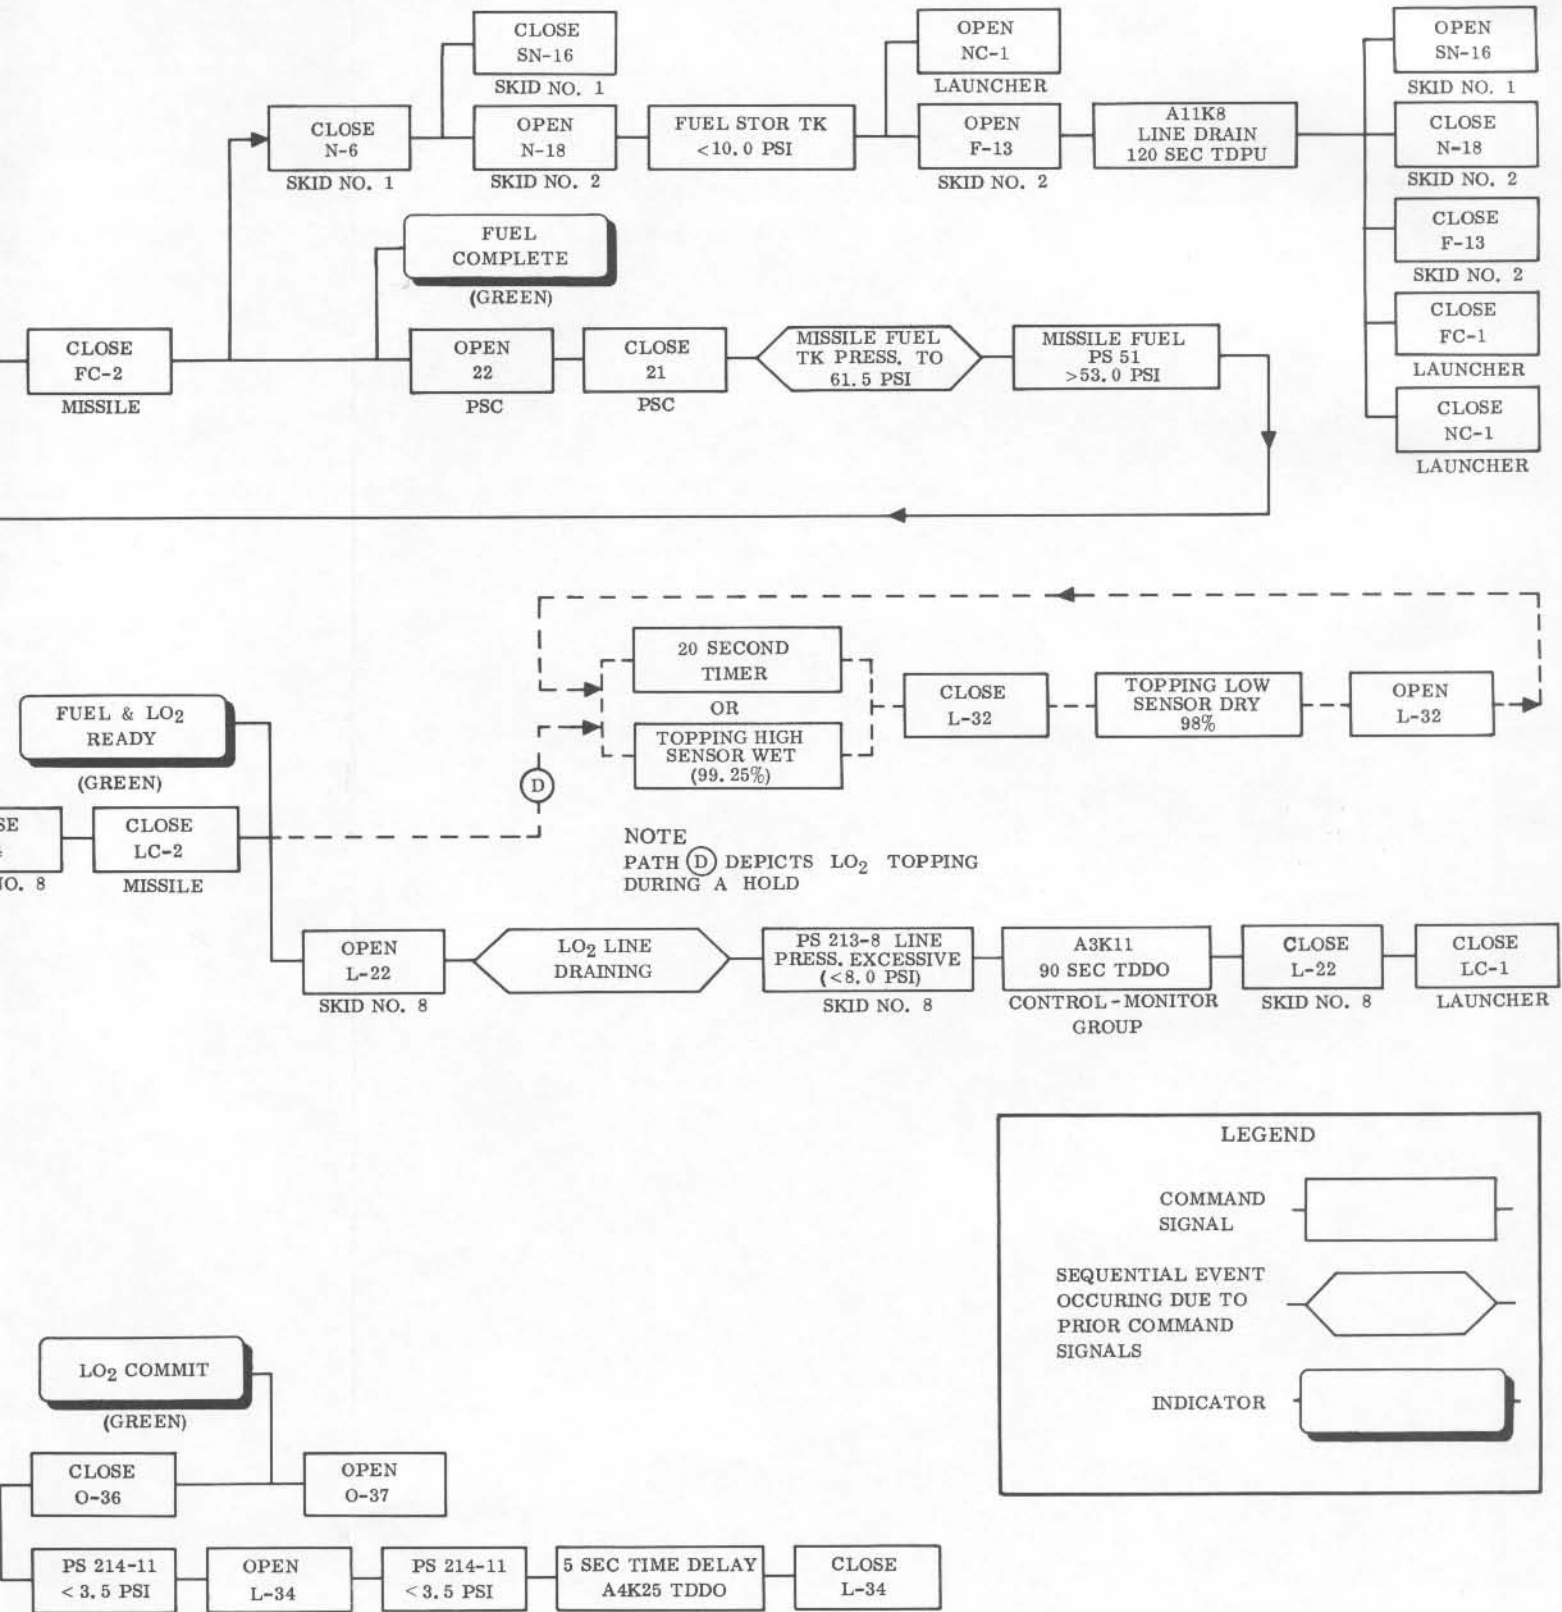 CLOSE
SN-16
SKID NO. 1
OPEN
NC-1
LAUNCHER
OPEN
SN-16
SKID NO. 1
CLOSE
N-6
SKID NO. 1
OPEN
N-18
SKID NO. 2
FUEL STOR TK
<10.0 PSI
OPEN
F-13
SKID NO. 2
A11K8
LINE DRAIN
120 SEC TDPU
CLOSE
N-18
SKID NO. 2
CLOSE
F-13
SKID NO. 2
CLOSE
FC-1
LAUNCHER
CLOSE
NC-1
LAUNCHER
FUEL
COMPLETE
(GREEN)
CLOSE
FC-2
MISSILE
OPEN
22
PSC
CLOSE
21
PSC
MISSILE FUEL
TK PRESS. TO
61.5 PSI
MISSILE FUEL
PS 51
>53.0 PSI
20 SECOND
TIMER
OR
TOPPING HIGH
SENSOR WET
(99.25%)
CLOSE
L-32
TOPPING LOW
SENSOR DRY
98%
OPEN
L-32
FUEL & LO2
READY
(GREEN)
D
SE
NO. 8
CLOSE
LC-2
MISSILE
NOTE
PATH D DEPICTS LO2 TOPPING
DURING A HOLD
OPEN
L-22
SKID NO. 8
LO2 LINE
DRAINING
PS 213-8 LINE
PRESS. EXCESSIVE
(<8.0 PSI)
SKID NO. 8
A3K11
90 SEC TDDO
CONTROL-MONITOR
GROUP
CLOSE
L-22
SKID NO. 8
CLOSE
LC-1
LAUNCHER
LEGEND
COMMAND
SIGNAL
SEQUENTIAL EVENT
OCCURING DUE TO
PRIOR COMMAND
SIGNALS
INDICATOR
LO2 COMMIT
(GREEN)
CLOSE
O-36
OPEN
O-37
PS 214-11
<3.5 PSI
OPEN
L-34
PS 214-11
<3.5 PSI
5 SEC TIME DELAY
A4K25 TDDO
CLOSE
L-34